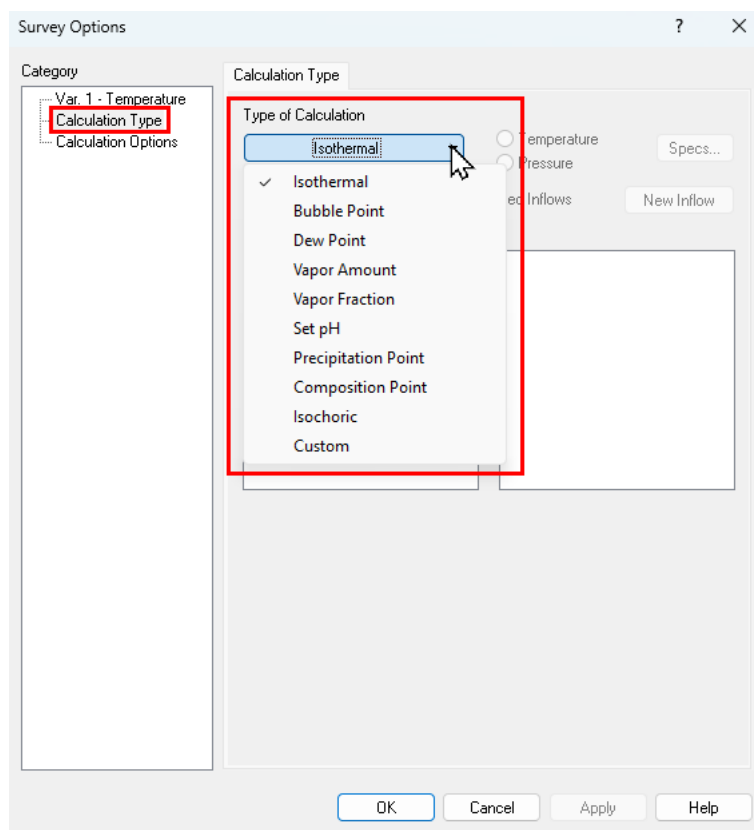 Survey Options
?
Category
Var. 1 - Temperature
Calculation Type
Calculation Options
Calculation Type
Type of Calculation
Isothermal
Temperature
Pressure
Specs...
Inflows
New Inflow
Isothermal
Bubble Point
Dew Point
Vapor Amount
Vapor Fraction
Set pH
Precipitation Point
Composition Point
Isochoric
Custom
OK
Cancel
Apply
Help